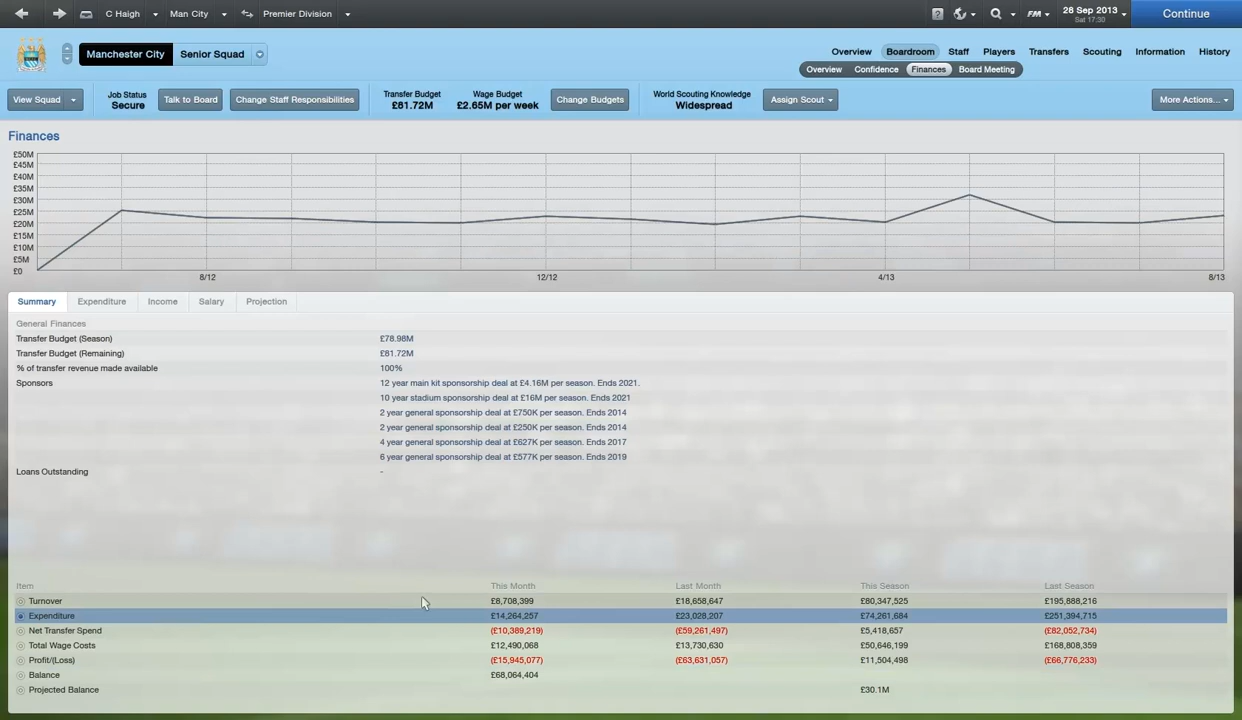 C Haigh Man City Premier Division ? FM 28 Sep 2013 Sat 17:30 Continue
Manchester City Senior Squad Overview Boardroom Staff Players Transfers Scouting Information History
Overview Confidence Finances Board Meeting
View Squad Job Status Secure Talk to Board Change Staff Responsibilities Transfer Budget £81.72M Wage Budget £2.65M per week Change Budgets World Scouting Knowledge Widespread Assign Scout More Actions...
Finances
£50M
£45M
£40M
£35M
£30M
£25M
£20M
£15M
£10M
£5M
£0
8/12 12/12 4/13 8/13
Summary Expenditure Income Salary Projection
General Finances
Transfer Budget (Season) £78.98M
Transfer Budget (Remaining) £81.72M
% of transfer revenue made available 100%
Sponsors 12 year main kit sponsorship deal at £4.16M per season. Ends 2021.
10 year stadium sponsorship deal at £16M per season. Ends 2021
2 year general sponsorship deal at £750K per season. Ends 2014
2 year general sponsorship deal at £250K per season. Ends 2014
4 year general sponsorship deal at £627K per season. Ends 2017
6 year general sponsorship deal at £577K per season. Ends 2019
Loans Outstanding -
Item This Month Last Month This Season Last Season
Turnover £8,708,399 £18,658,647 £80,347,525 £195,888,216
Expenditure £14,264,257 £23,028,207 £74,261,684 £251,394,715
Net Transfer Spend (£10,389,219) (£59,261,497) £5,418,657 (£82,052,734)
Total Wage Costs £12,490,068 £13,730,630 £50,646,199 £168,808,359
Profit/(Loss) (£15,945,077) (£63,631,057) £11,504,498 (£66,776,233)
Balance £68,064,404
Projected Balance £30.1M